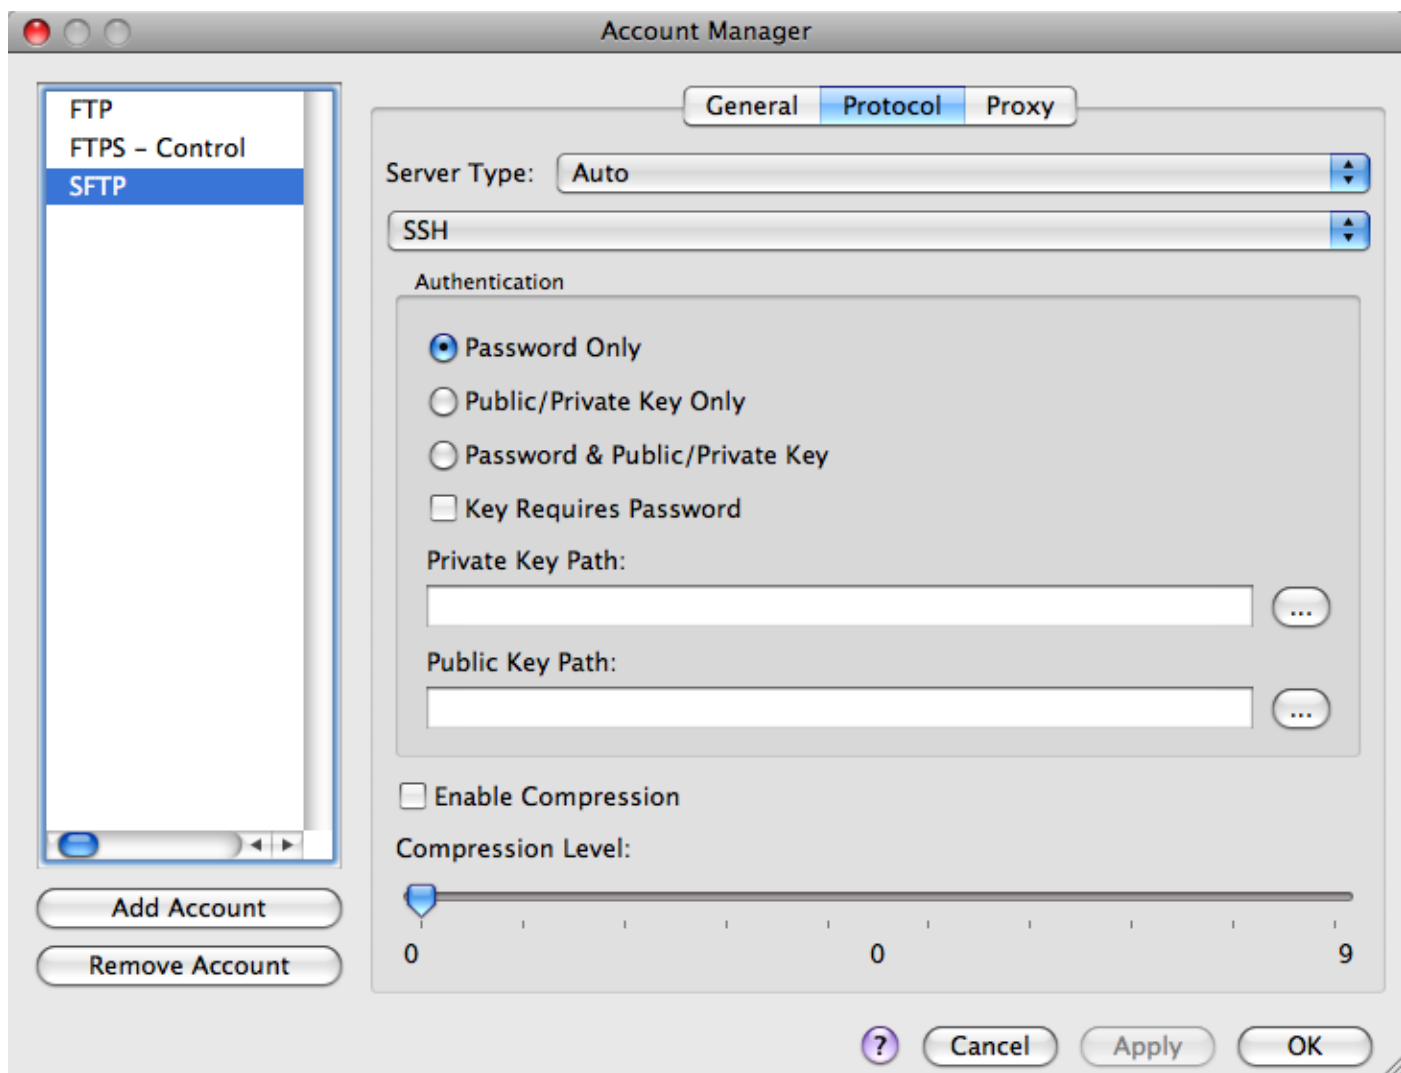 Account Manager
FTP
FTPS – Control
SFTP
Add Account
Remove Account
General Protocol Proxy
Server Type: Auto
SSH
Authentication
Password Only
Public/Private Key Only
Password & Public/Private Key
Key Requires Password
Private Key Path:
...
Public Key Path:
...
Enable Compression
Compression Level:
0 0 9
? Cancel Apply OK